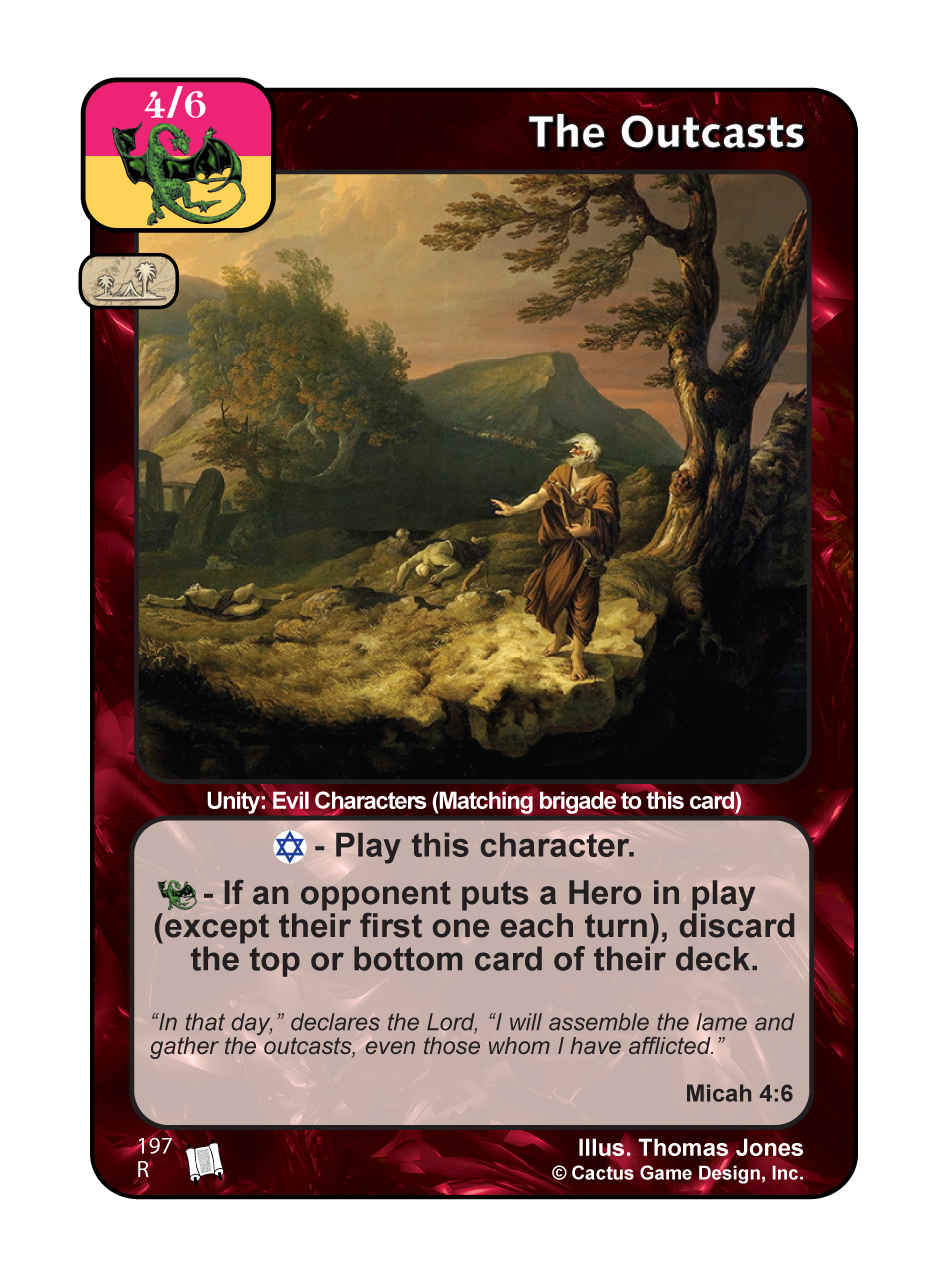 4/6
The Outcasts
Unity: Evil Characters (Matching brigade to this card)
- Play this character.
- If an opponent puts a Hero in play
(except their first one each turn), discard
the top or bottom card of their deck.
“In that day,” declares the Lord, “I will assemble the lame and
gather the outcasts, even those whom I have afflicted.”
Micah 4:6
197
R
Illus. Thomas Jones
© Cactus Game Design, Inc.